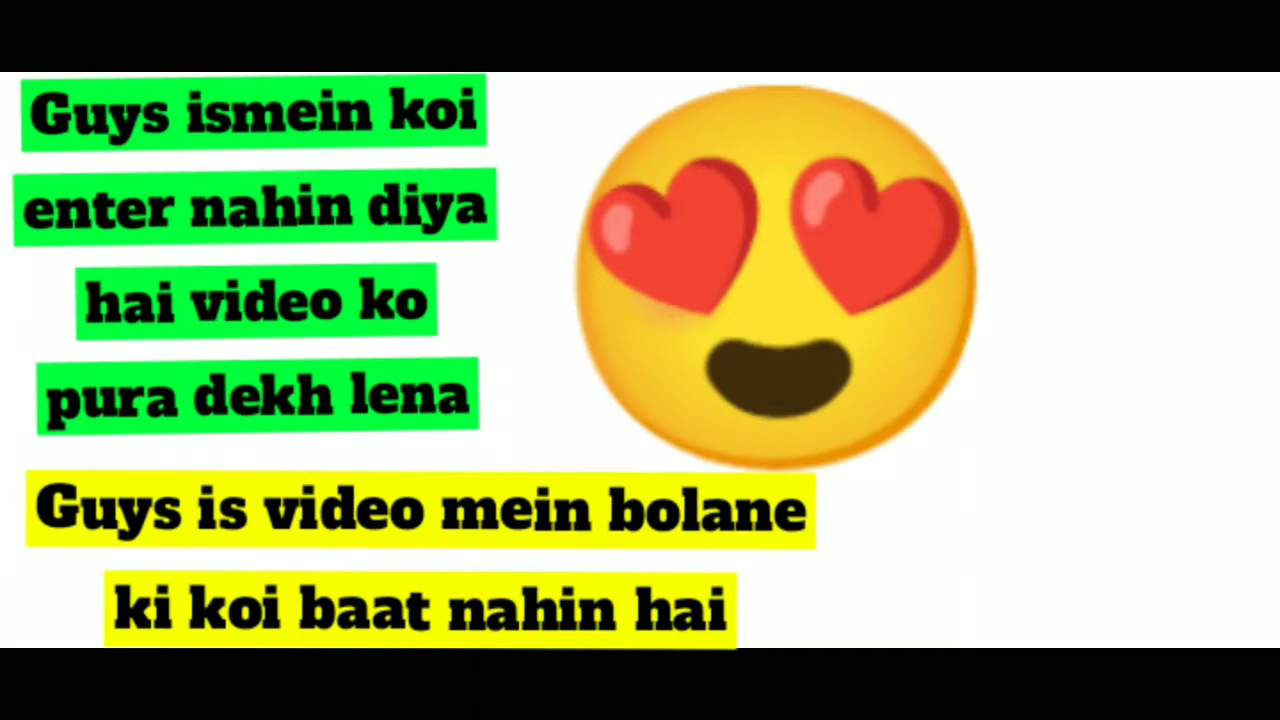 Guys ismein koi
enter nahin diya
hai video ko
pura dekh lena
Guys is video mein bolane
ki koi baat nahin hai